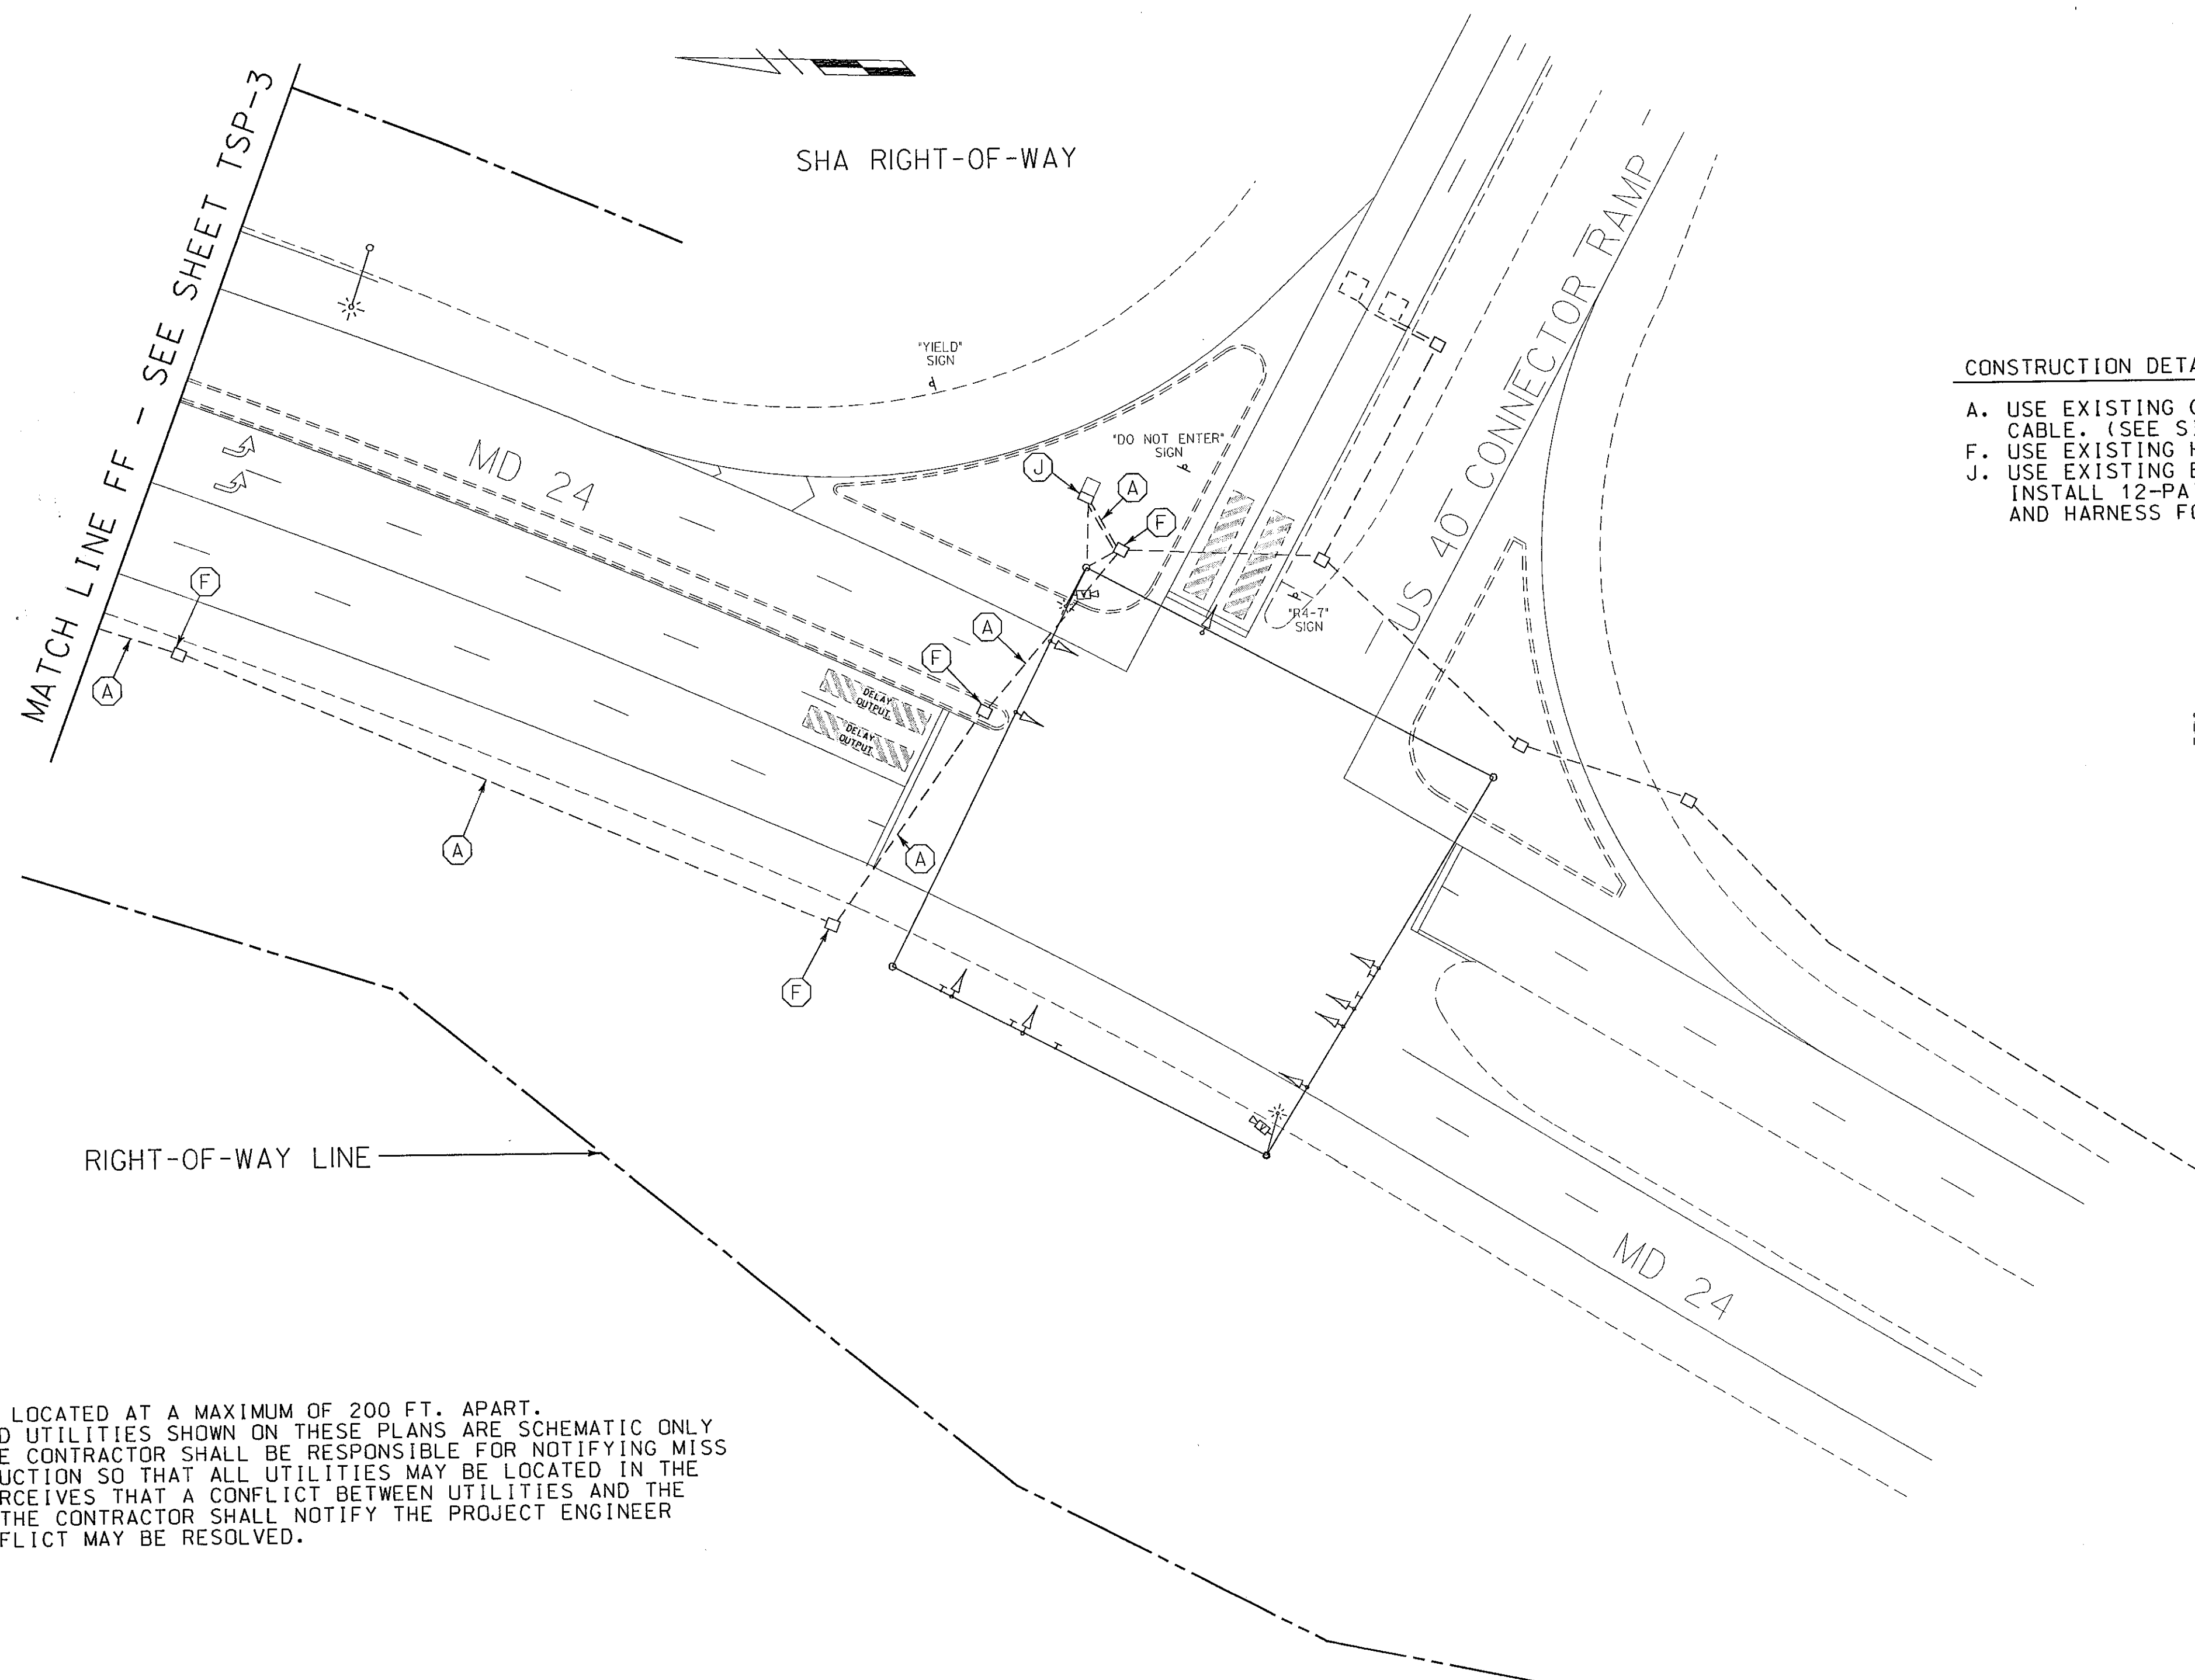 MATCH LINE FF - SEE SHEET TSP-3
SHA RIGHT-OF-WAY
"YIELD"
SIGN
"DO NOT ENTER"
SIGN
MD 24
US 40 CONNECTOR RAMP
J
A
F
"R4-7"
SIGN
A
F
F
A
DELAY
OUTPUT
DELAY
OUTPUT
A
A
F
MD 24
RIGHT-OF-WAY LINE
CONSTRUCTION DETA
A. USE EXISTING
CABLE. (SEE S
F. USE EXISTING
J. USE EXISTING
INSTALL 12-PA
AND HARNESS F
LOCATED AT A MAXIMUM OF 200 FT. APART.
D UTILITIES SHOWN ON THESE PLANS ARE SCHEMATIC ONLY
E CONTRACTOR SHALL BE RESPONSIBLE FOR NOTIFYING MISS
UCTION SO THAT ALL UTILITIES MAY BE LOCATED IN THE
RCEIVES THAT A CONFLICT BETWEEN UTILITIES AND THE
THE CONTRACTOR SHALL NOTIFY THE PROJECT ENGINEER
FLICT MAY BE RESOLVED.